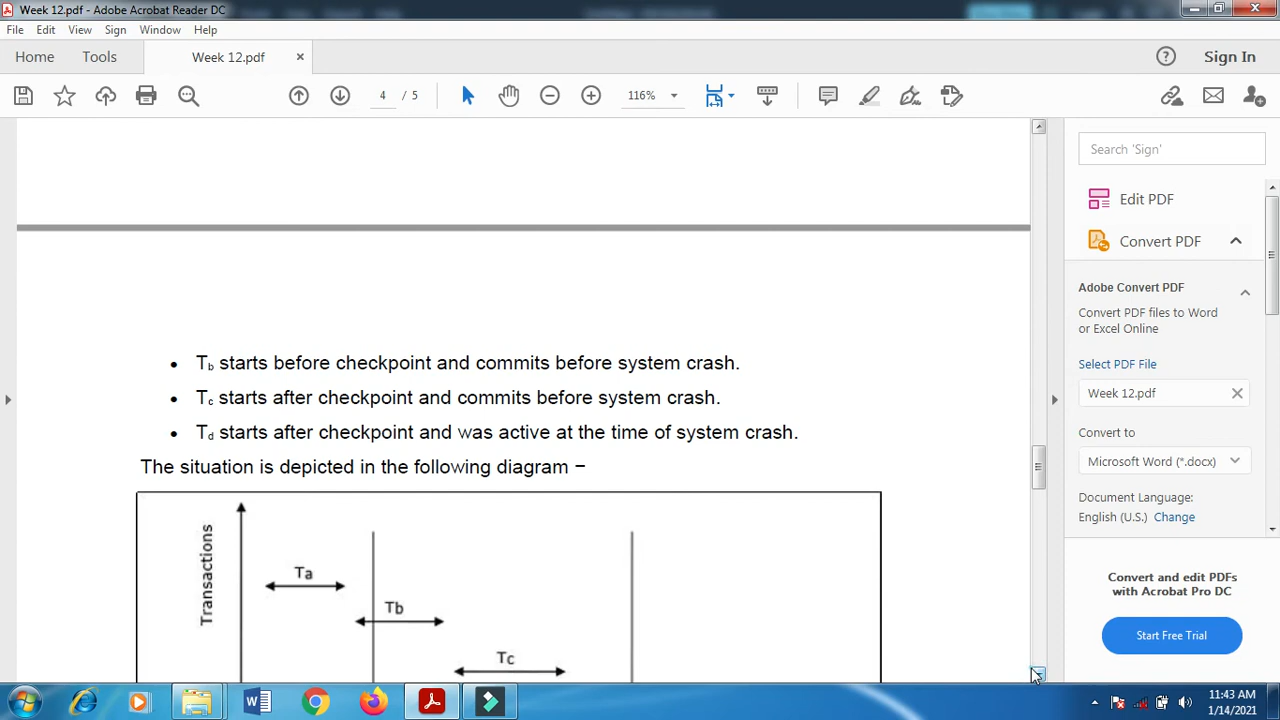 Week 12.pdf - Adobe Acrobat Reader DC
File Edit View Sign Window Help
Home Tools Week 12.pdf × Sign In
4 / 5 116%
Search 'Sign'
Edit PDF
Convert PDF
Adobe Convert PDF
Convert PDF files to Word
or Excel Online
Select PDF File
Week 12.pdf
Convert to
Microsoft Word (*.docx)
Document Language:
English (U.S.) Change
Convert and edit PDFs
with Acrobat Pro DC
Start Free Trial
• Tb starts before checkpoint and commits before system crash.
• Tc starts after checkpoint and commits before system crash.
• Td starts after checkpoint and was active at the time of system crash.
The situation is depicted in the following diagram −
Transactions
Ta
Tb
Tc
11:43 AM
1/14/2021